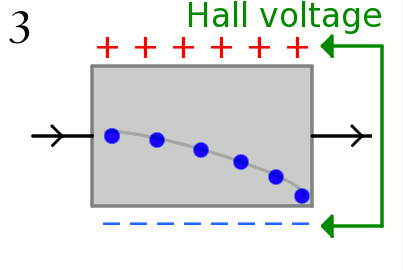 Hall voltage
3
+ + + + + +
− − − − − − − −